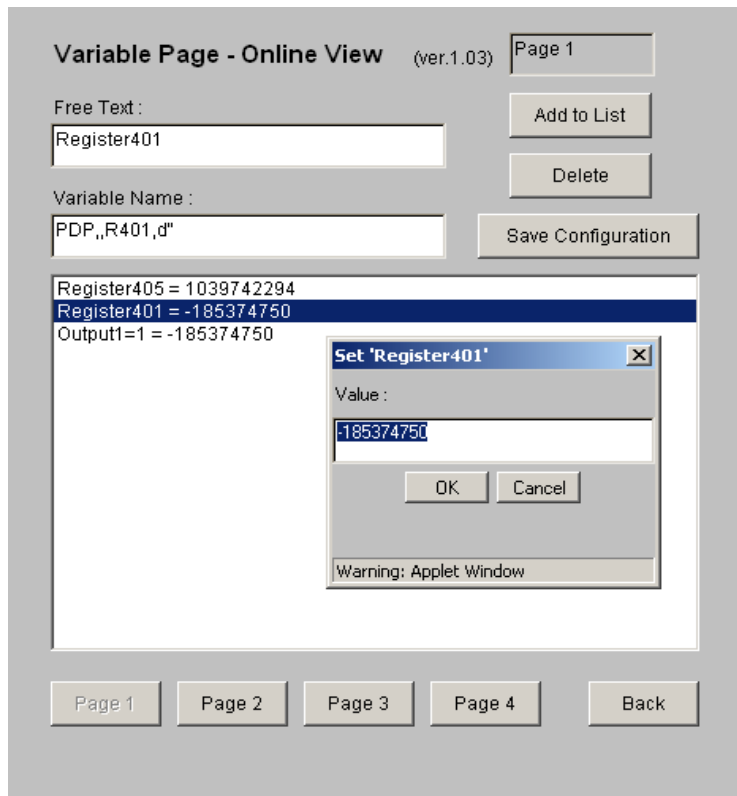 Variable Page - Online View (ver.1.03) Page 1
Free Text :
Add to List
Register401
Delete
Variable Name :
PDP,,R401,d"
Save Configuration
Register405 = 1039742294
Register401 = -185374750
Output1=1 = -185374750
Set 'Register401'
Value :
-185374750
OK Cancel
Warning: Applet Window
Page 1 Page 2 Page 3 Page 4 Back